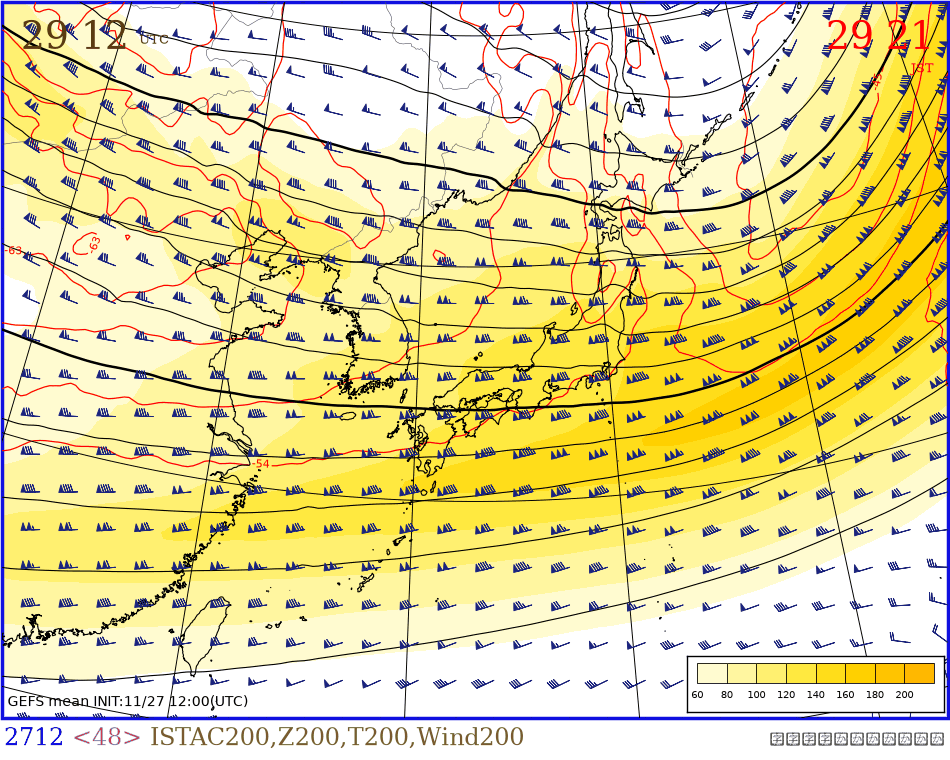 29 12 UTC 29 21 JST
-45
-63 -63
-54
60 80 100 120 140 160 180 200
GEFS mean INIT:11/27 12:00(UTC)
2712 <48> ISTAC200,Z200,T200,Wind200